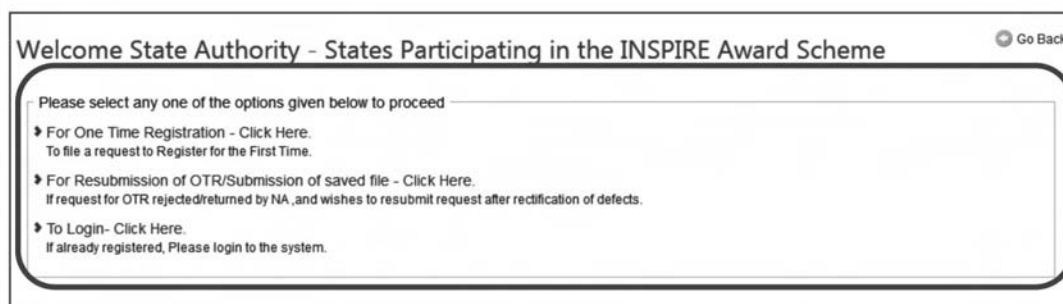 Welcome State Authority - States Participating in the INSPIRE Award Scheme
Go Back
Please select any one of the options given below to proceed
For One Time Registration - Click Here.
To file a request to Register for the First Time.
For Resubmission of OTR/Submission of saved file - Click Here.
If request for OTR rejected/returned by NA ,and wishes to resubmit request after rectification of defects.
To Login- Click Here.
If already registered, Please login to the system.